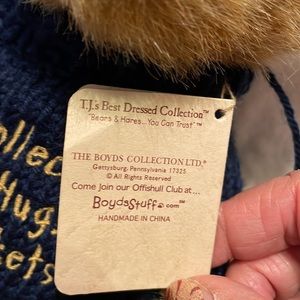 T.J.'s Best Dressed Collection™
"Bears & Hares...You Can Trust"™
THE BOYDS COLLECTION LTD.®
Gettysburg, Pennsylvania 17325
© All Rights Reserved
Come Join our Offishull Club at...
BoydsStuff.com™
HANDMADE IN CHINA
ollec
Hug
ets